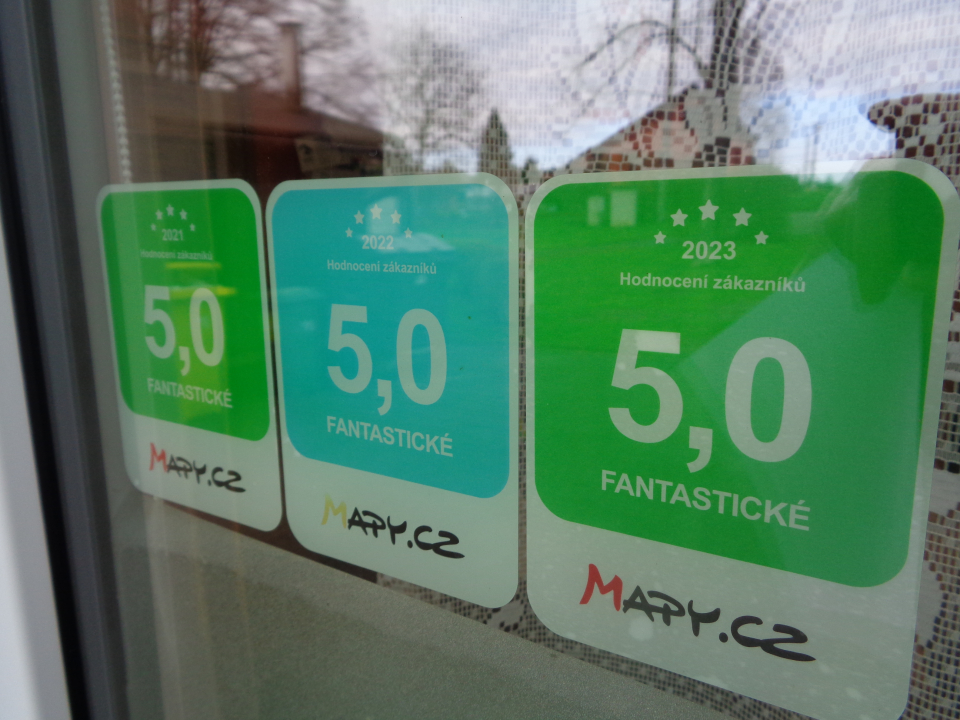 2021
Hodnocení zákazníků
5,0
FANTASTICKÉ
MAPY.CZ
2022
Hodnocení zákazníků
5,0
FANTASTICKÉ
MAPY.CZ
2023
Hodnocení zákazníků
5,0
FANTASTICKÉ
MAPY.CZ